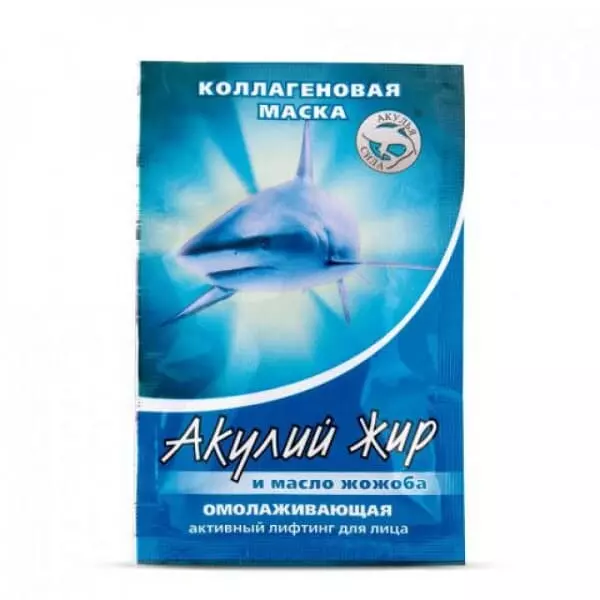 КОЛЛАГЕНОВАЯ
МАСКА
АКУЛЬЯ
СИЛА
Акулий Жир
и масло жожоба
ОМОЛАЖИВАЮЩАЯ
активный лифтинг для лица